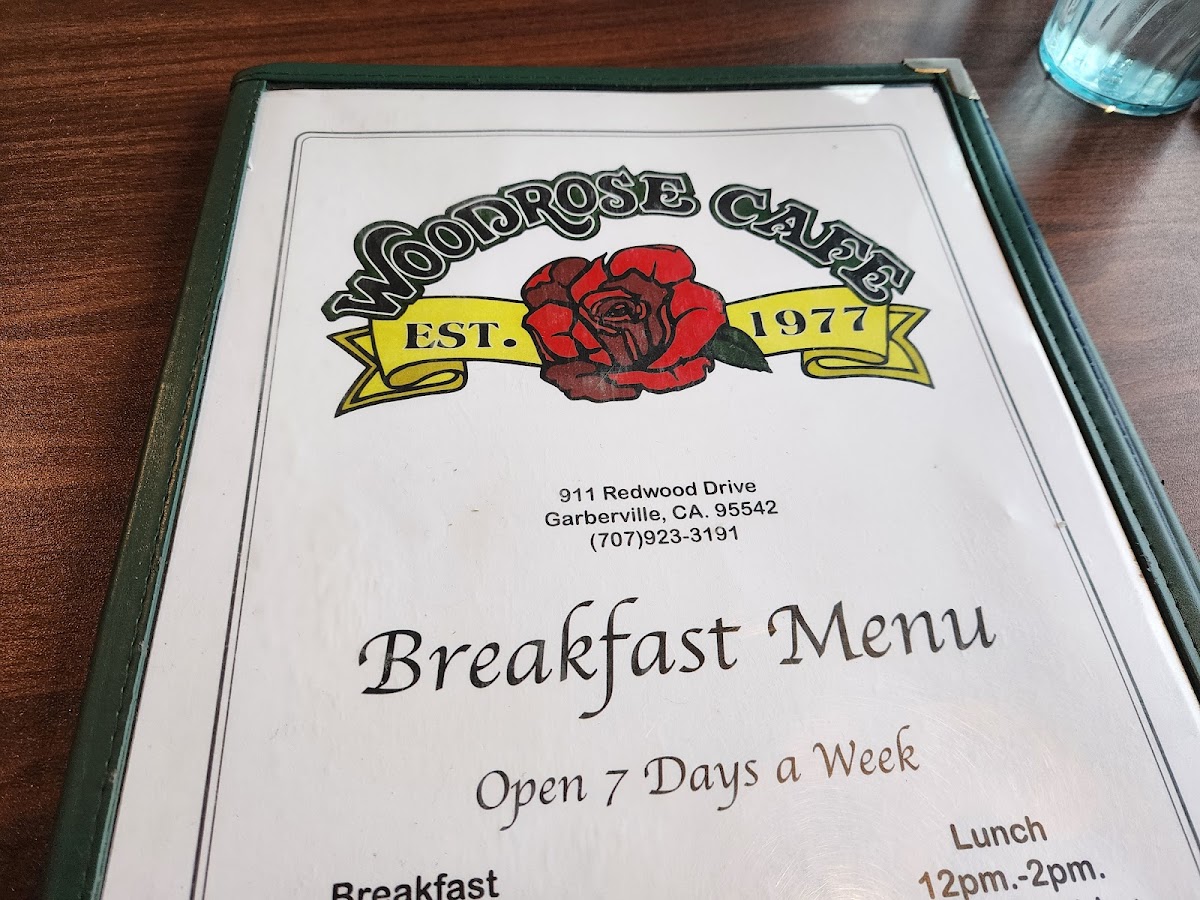 WOODROSE CAFE
EST. 1977
911 Redwood Drive
Garberville, CA. 95542
(707)923-3191
Breakfast Menu
Open 7 Days a Week
Lunch
12pm.-2pm.
Breakfast